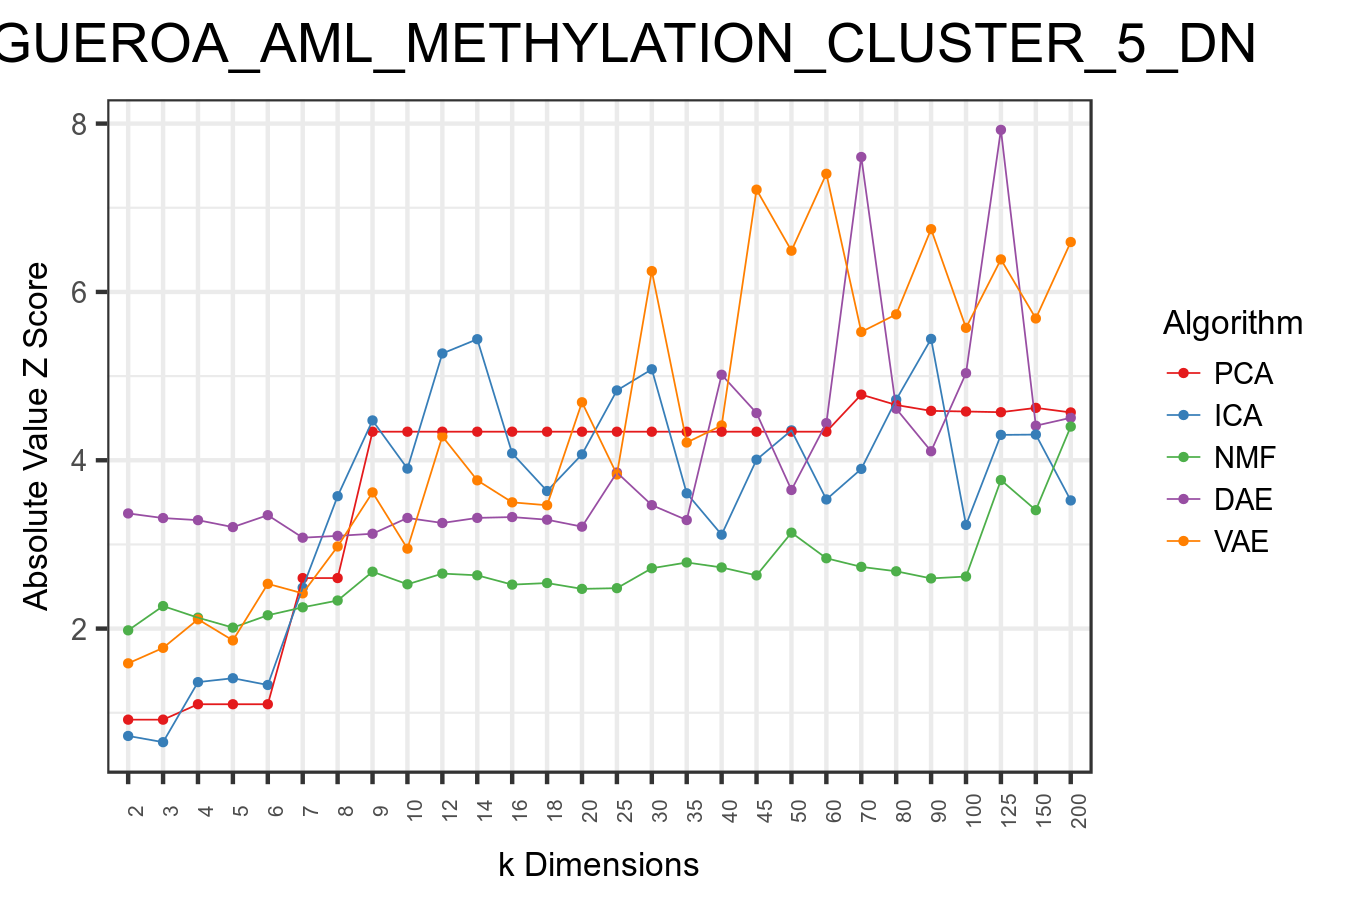 GUEROA_AML_METHYLATION_CLUSTER_5_DN
8
6
4
2
Absolute Value Z Score
2 3 4 5 6 7 8 9 10 12 14 16 18 20 25 30 35 40 45 50 60 70 80 90 100 125 150 200
k Dimensions
Algorithm
PCA
ICA
NMF
DAE
VAE